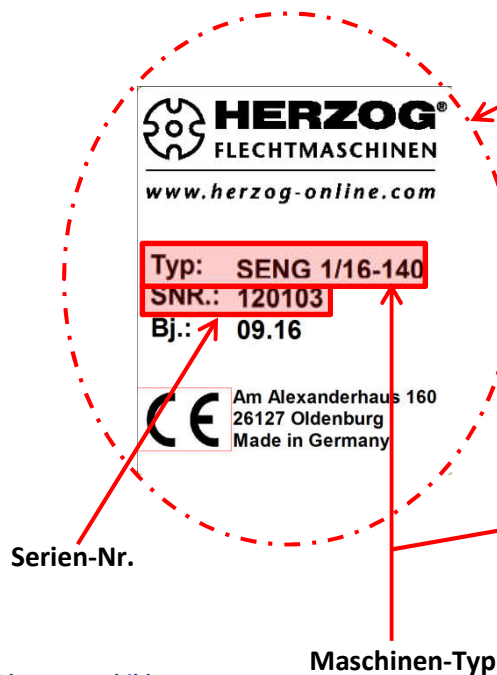 HERZOG®
FLECHTMASCHINEN
www.herzog-online.com
Typ: SENG 1/16-140
SNR.: 120103
Bj.: 09.16
CE
Am Alexanderhaus 160
26127 Oldenburg
Made in Germany
Serien-Nr.
Maschinen-Typ